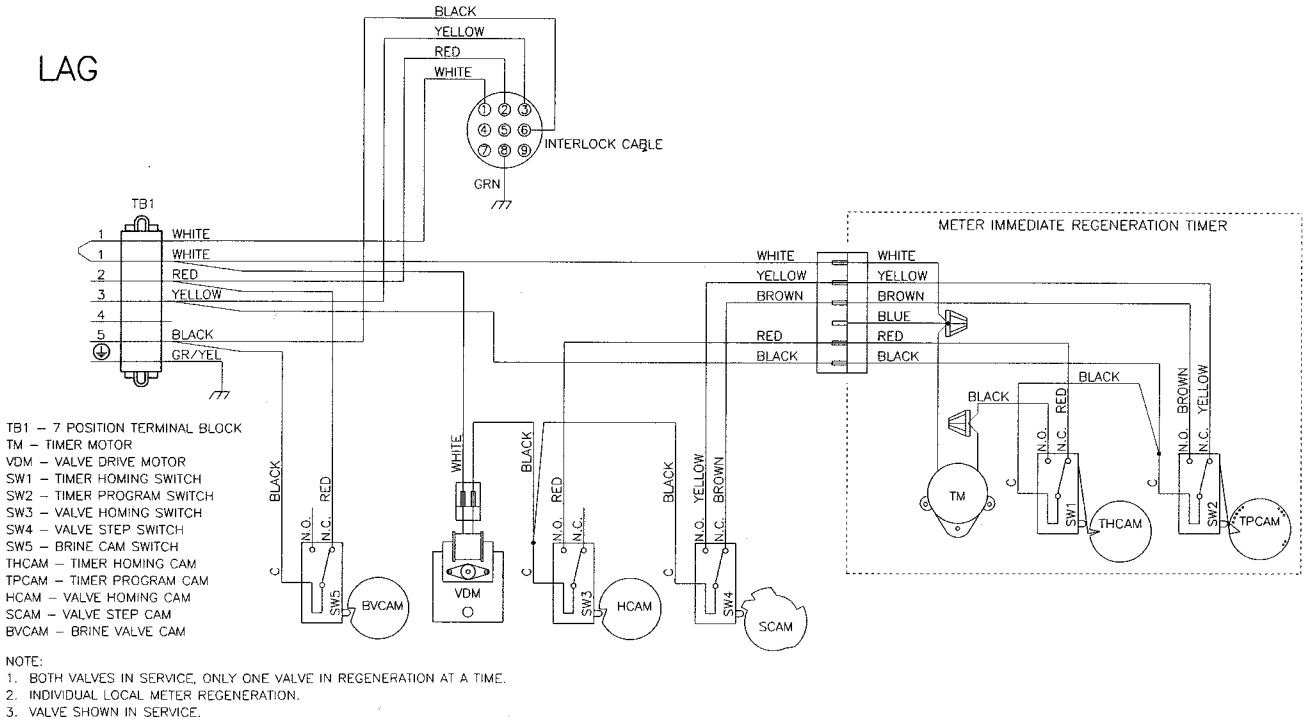 LAG
BLACK
YELLOW
RED
WHITE
1 2 3
4 5 6
7 8 9
INTERLOCK CABLE
GRN
TB1
1 WHITE
1 WHITE
2 RED
3 YELLOW
4
5 BLACK
GR/YEL
METER IMMEDIATE REGENERATION TIMER
WHITE WHITE
YELLOW YELLOW
BROWN BROWN
BLUE
RED RED
BLACK BLACK
BLACK
BLACK
RED
N.O.
N.C.
C
SW1
THCAM
TM
BROWN
YELLOW
N.O.
N.C.
C
SW2
TPCAM
BLACK
RED
N.O.
N.C.
C
SW5
BVCAM
WHITE
VDM
BLACK
RED
N.O.
N.C.
C
SW3
HCAM
BLACK
YELLOW
BROWN
N.O.
N.C.
C
SW4
SCAM
TB1 – 7 POSITION TERMINAL BLOCK
TM – TIMER MOTOR
VDM – VALVE DRIVE MOTOR
SW1 – TIMER HOMING SWITCH
SW2 – TIMER PROGRAM SWITCH
SW3 – VALVE HOMING SWITCH
SW4 – VALVE STEP SWITCH
SW5 – BRINE CAM SWITCH
THCAM – TIMER HOMING CAM
TPCAM – TIMER PROGRAM CAM
HCAM – VALVE HOMING CAM
SCAM – VALVE STEP CAM
BVCAM – BRINE VALVE CAM
NOTE:
1. BOTH VALVES IN SERVICE, ONLY ONE VALVE IN REGENERATION AT A TIME.
2. INDIVIDUAL LOCAL METER REGENERATION.
3. VALVE SHOWN IN SERVICE.